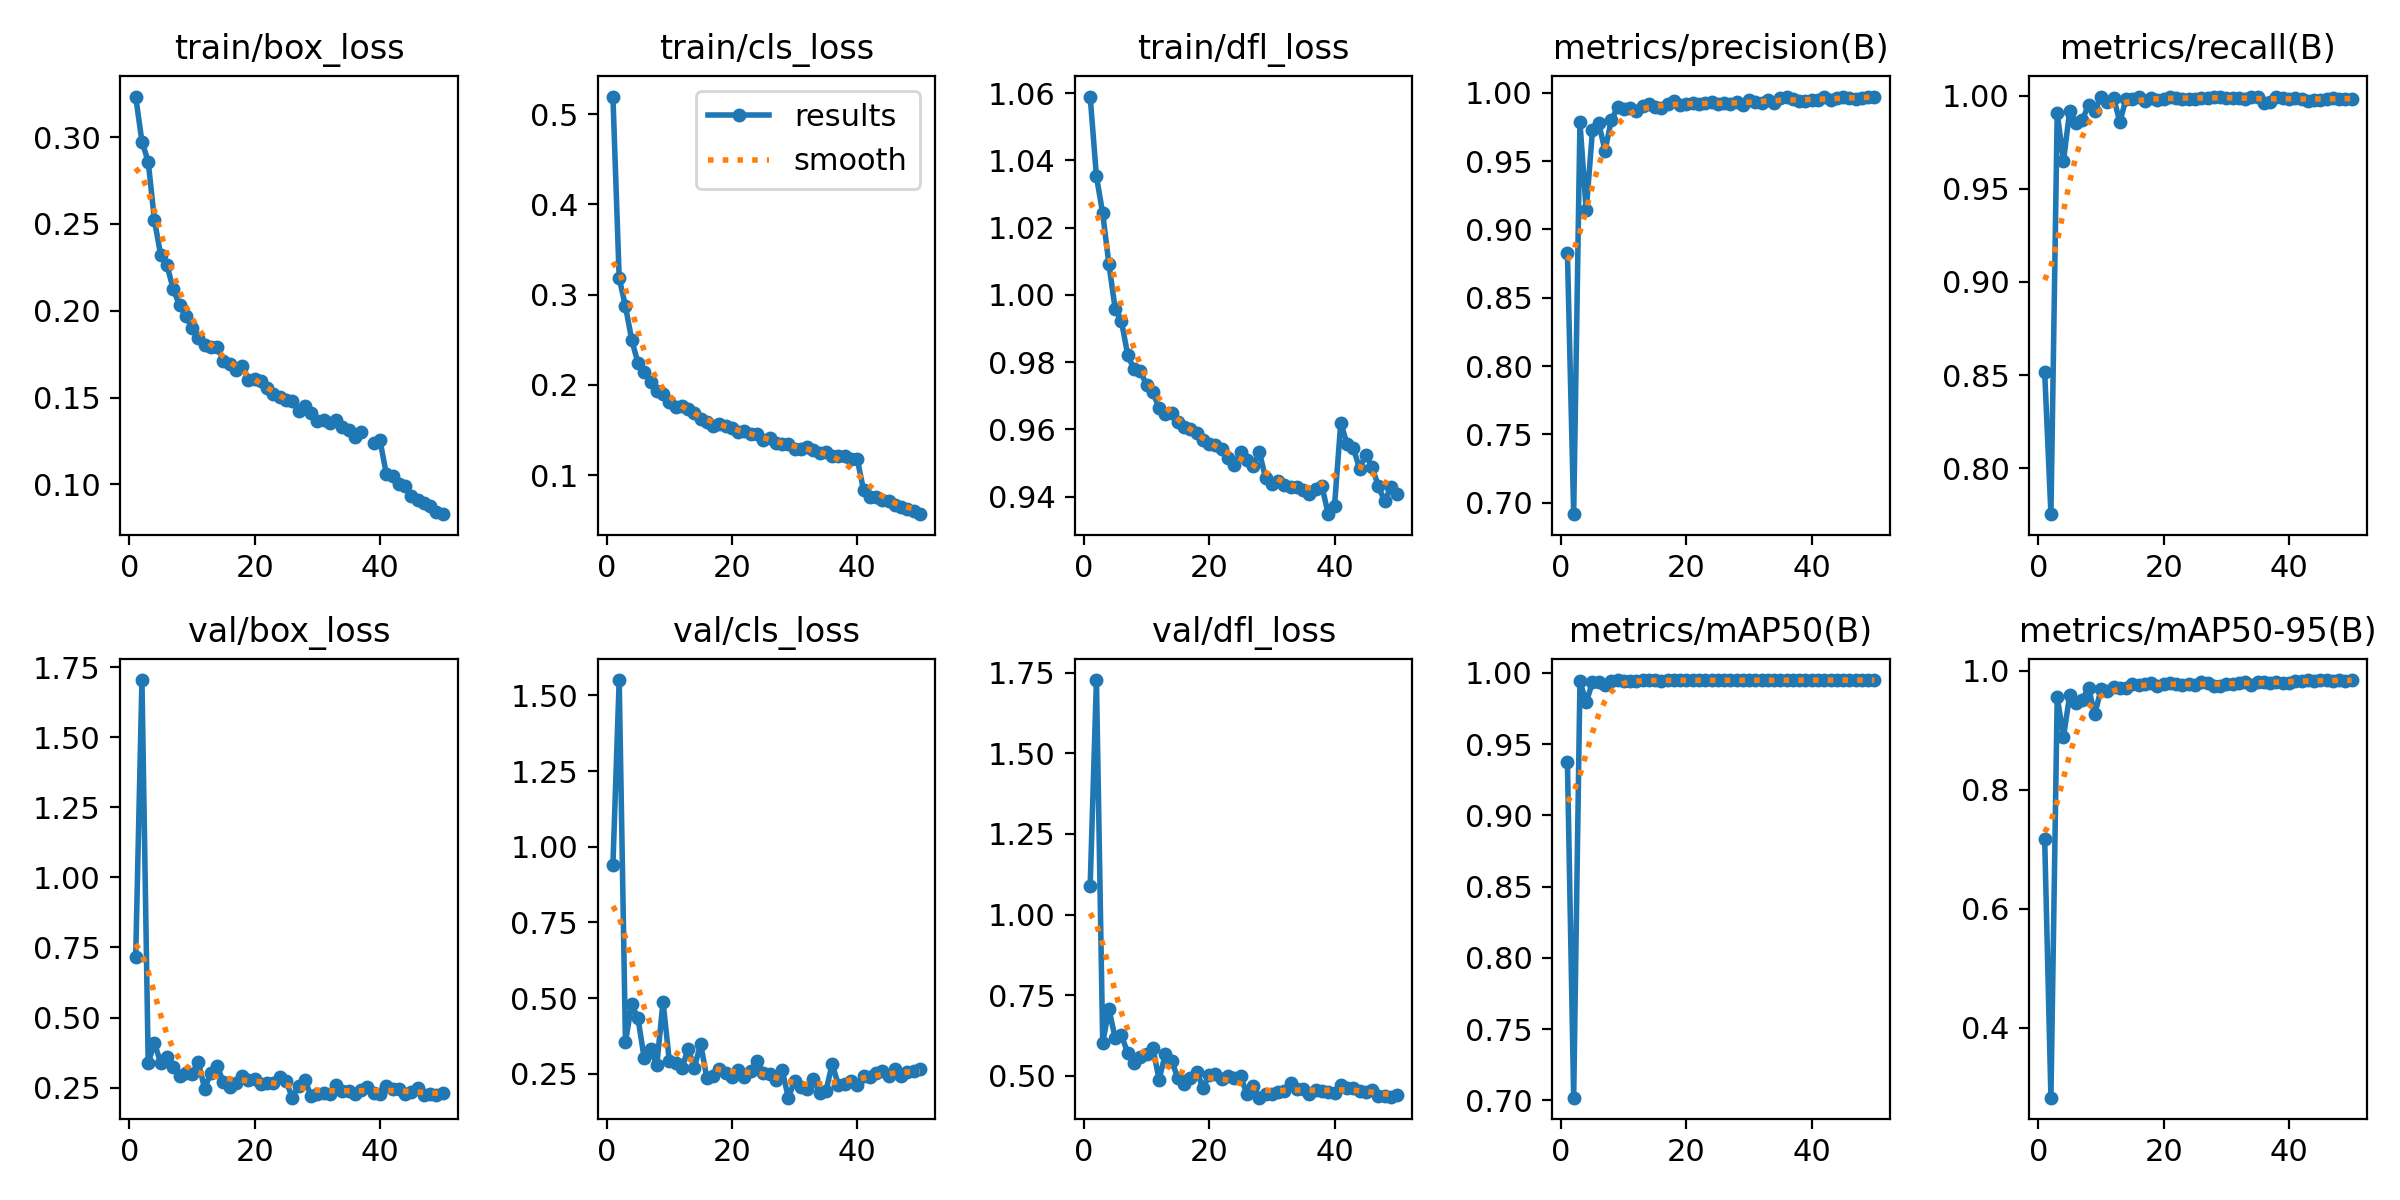 train/box_loss
0.30
0.25
0.20
0.15
0.10
0 20 40
train/cls_loss
results
smooth
0.5
0.4
0.3
0.2
0.1
0 20 40
train/dfl_loss
1.06
1.04
1.02
1.00
0.98
0.96
0.94
0 20 40
metrics/precision(B)
1.00
0.95
0.90
0.85
0.80
0.75
0.70
0 20 40
metrics/recall(B)
1.00
0.95
0.90
0.85
0.80
0 20 40
val/box_loss
1.75
1.50
1.25
1.00
0.75
0.50
0.25
0 20 40
val/cls_loss
1.50
1.25
1.00
0.75
0.50
0.25
0 20 40
val/dfl_loss
1.75
1.50
1.25
1.00
0.75
0.50
0 20 40
metrics/mAP50(B)
1.00
0.95
0.90
0.85
0.80
0.75
0.70
0 20 40
metrics/mAP50-95(B)
1.0
0.8
0.6
0.4
0 20 40